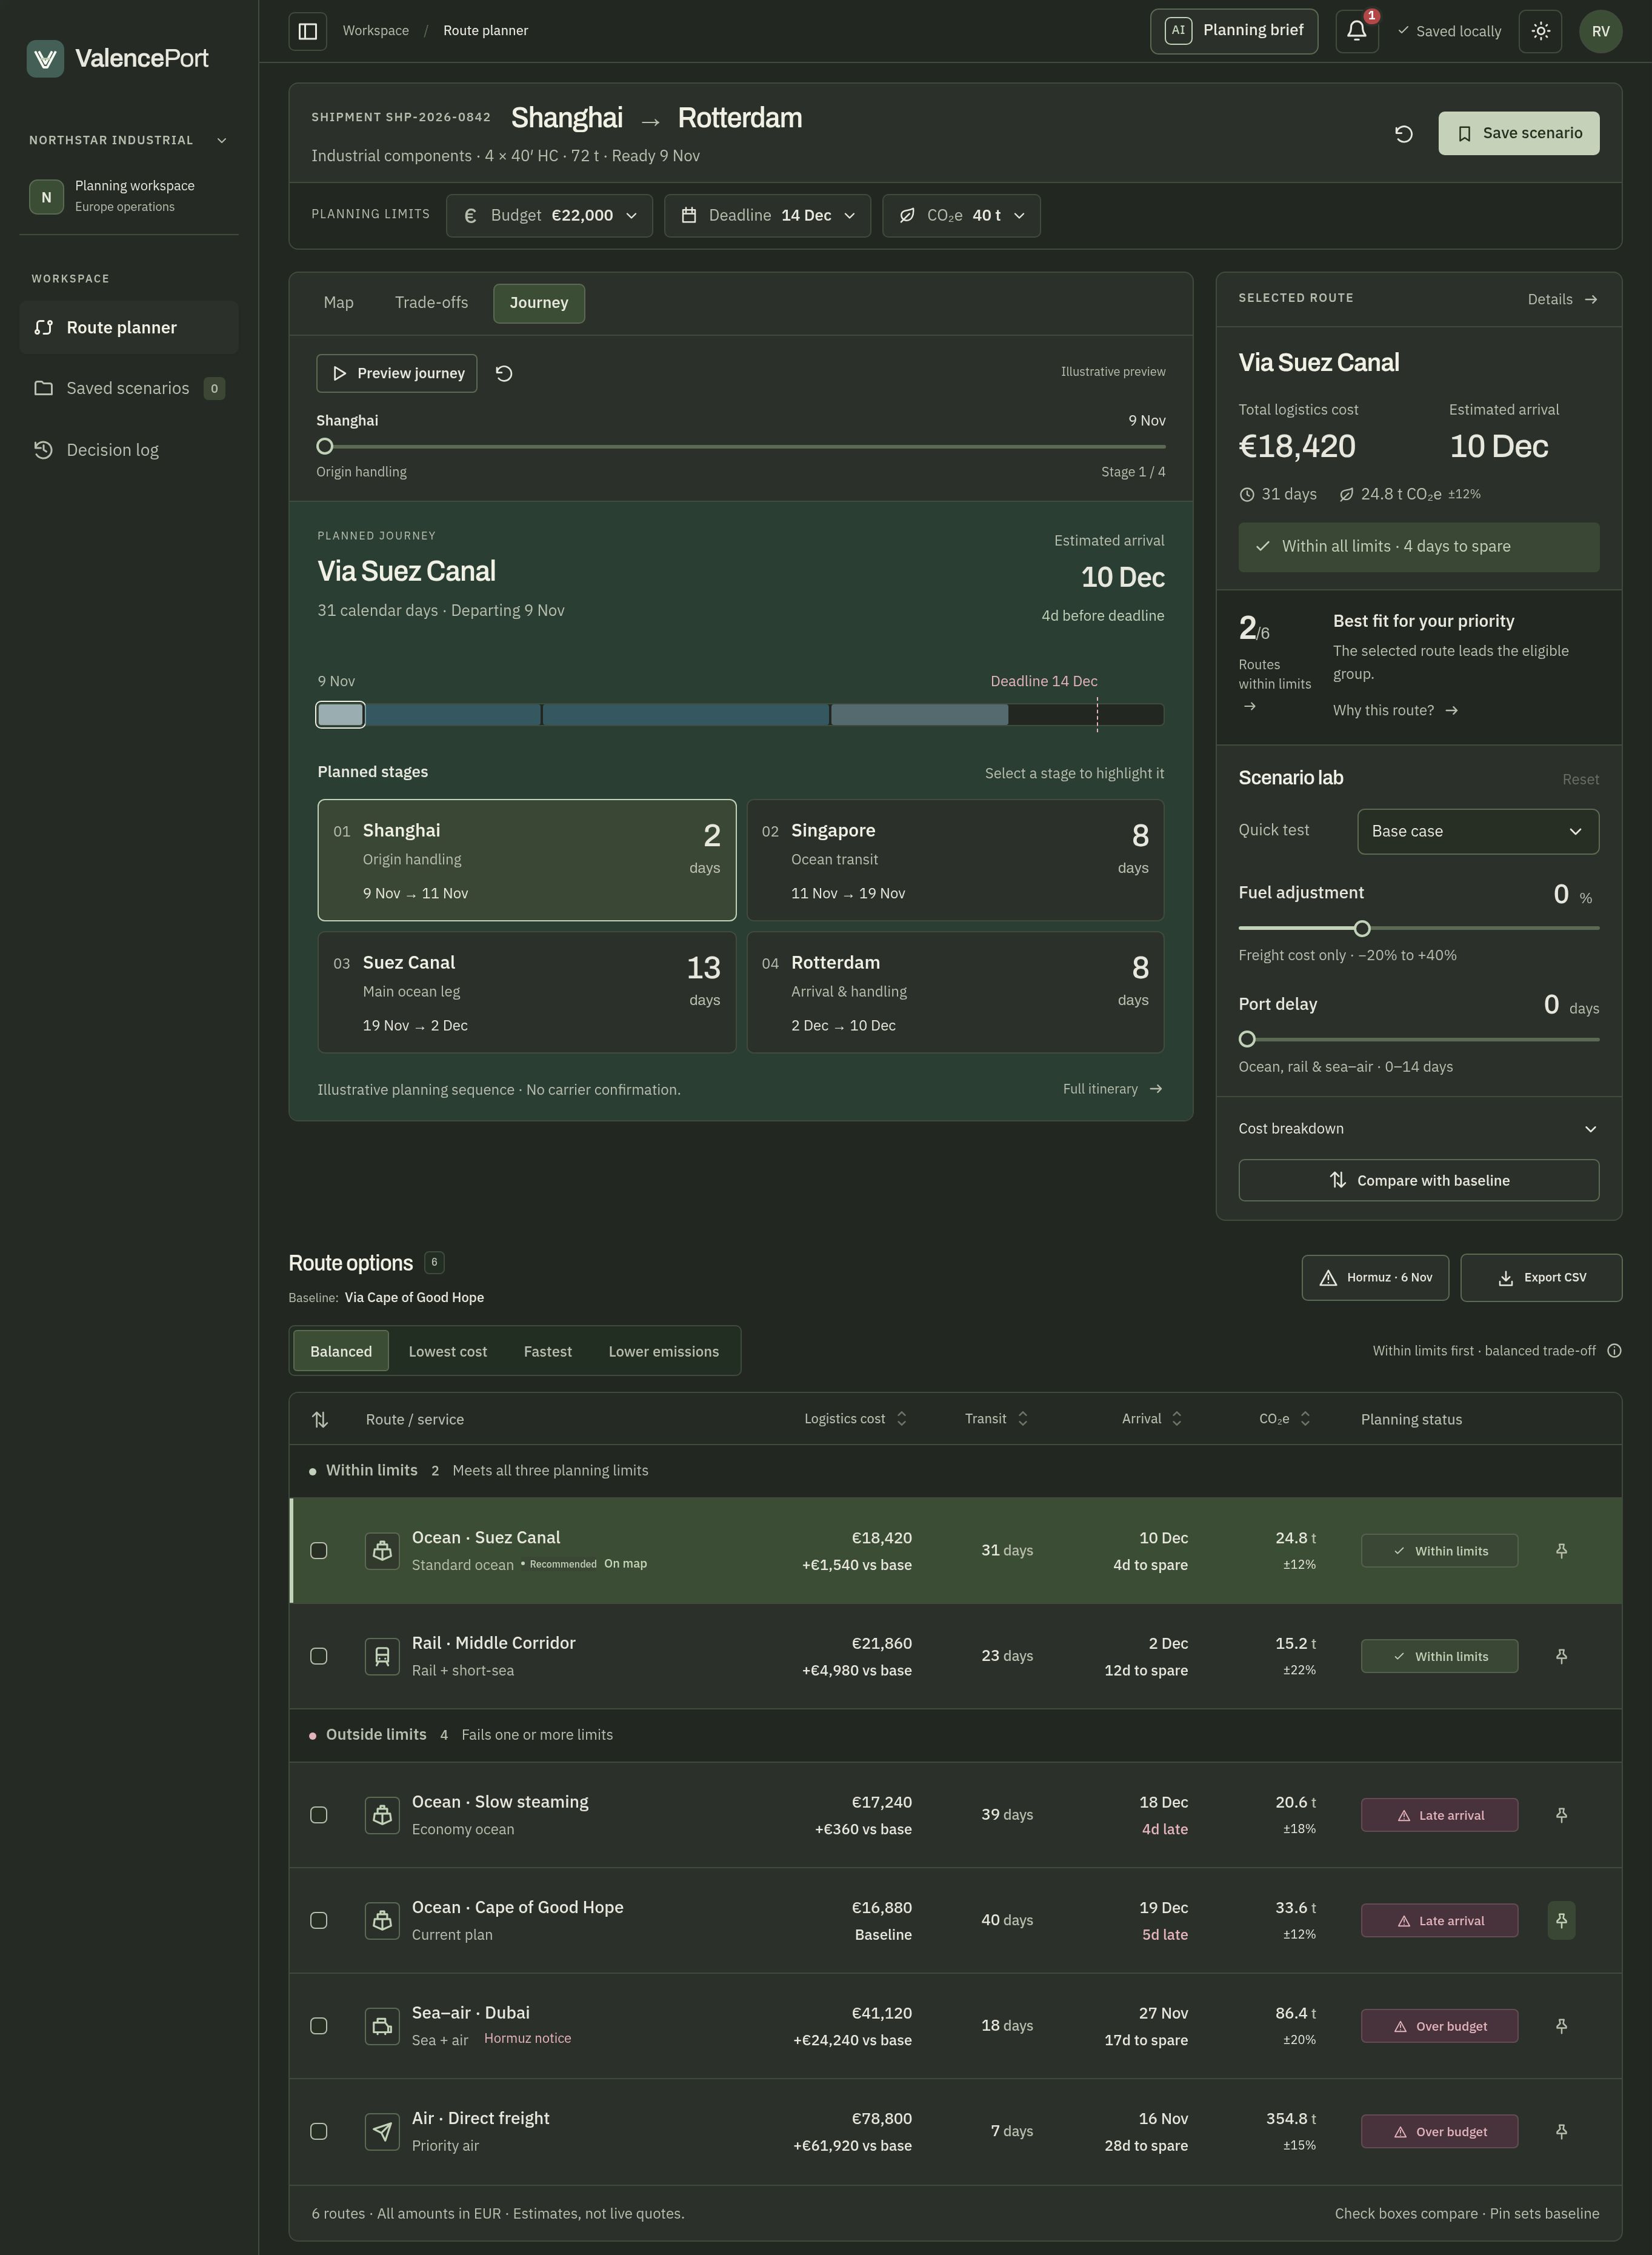 ValencePort
NORTHSTAR INDUSTRIAL
N
Planning workspace
Europe operations
WORKSPACE
Route planner
Saved scenarios 0
Decision log
Workspace / Route planner
AI Planning brief
1
Saved locally
RV
SHIPMENT SHP-2026-0842 Shanghai → Rotterdam
Industrial components · 4 × 40′ HC · 72 t · Ready 9 Nov
Save scenario
PLANNING LIMITS € Budget €22,000 Deadline 14 Dec CO₂e 40 t
Map Trade-offs Journey
Preview journey
Illustrative preview
Shanghai 9 Nov
Origin handling Stage 1 / 4
PLANNED JOURNEY
Via Suez Canal
31 calendar days · Departing 9 Nov
Estimated arrival
10 Dec
4d before deadline
9 Nov Deadline 14 Dec
Planned stages Select a stage to highlight it
01 Shanghai 2 days
Origin handling
9 Nov → 11 Nov
02 Singapore 8 days
Ocean transit
11 Nov → 19 Nov
03 Suez Canal 13 days
Main ocean leg
19 Nov → 2 Dec
04 Rotterdam 8 days
Arrival & handling
2 Dec → 10 Dec
Illustrative planning sequence · No carrier confirmation. Full itinerary →
SELECTED ROUTE Details →
Via Suez Canal
Total logistics cost Estimated arrival
€18,420 10 Dec
31 days 24.8 t CO₂e ±12%
Within all limits · 4 days to spare
2/6
Routes
within limits
→
Best fit for your priority
The selected route leads the eligible
group.
Why this route? →
Scenario lab Reset
Quick test Base case
Fuel adjustment 0 %
Freight cost only · −20% to +40%
Port delay 0 days
Ocean, rail & sea–air · 0–14 days
Cost breakdown
Compare with baseline
Route options 6
Baseline: Via Cape of Good Hope
Hormuz · 6 Nov
Export CSV
Balanced Lowest cost Fastest Lower emissions
Within limits first · balanced trade-off
Route / service Logistics cost Transit Arrival CO₂e Planning status
Within limits 2 Meets all three planning limits
Ocean · Suez Canal €18,420 31 days 10 Dec 24.8 t Within limits
Standard ocean • Recommended On map +€1,540 vs base 4d to spare ±12%
Rail · Middle Corridor €21,860 23 days 2 Dec 15.2 t Within limits
Rail + short-sea +€4,980 vs base 12d to spare ±22%
Outside limits 4 Fails one or more limits
Ocean · Slow steaming €17,240 39 days 18 Dec 20.6 t Late arrival
Economy ocean +€360 vs base 4d late ±18%
Ocean · Cape of Good Hope €16,880 40 days 19 Dec 33.6 t Late arrival
Current plan Baseline 5d late ±12%
Sea–air · Dubai €41,120 18 days 27 Nov 86.4 t Over budget
Sea + air Hormuz notice +€24,240 vs base 17d to spare ±20%
Air · Direct freight €78,800 7 days 16 Nov 354.8 t Over budget
Priority air +€61,920 vs base 28d to spare ±15%
6 routes · All amounts in EUR · Estimates, not live quotes. Check boxes compare · Pin sets baseline